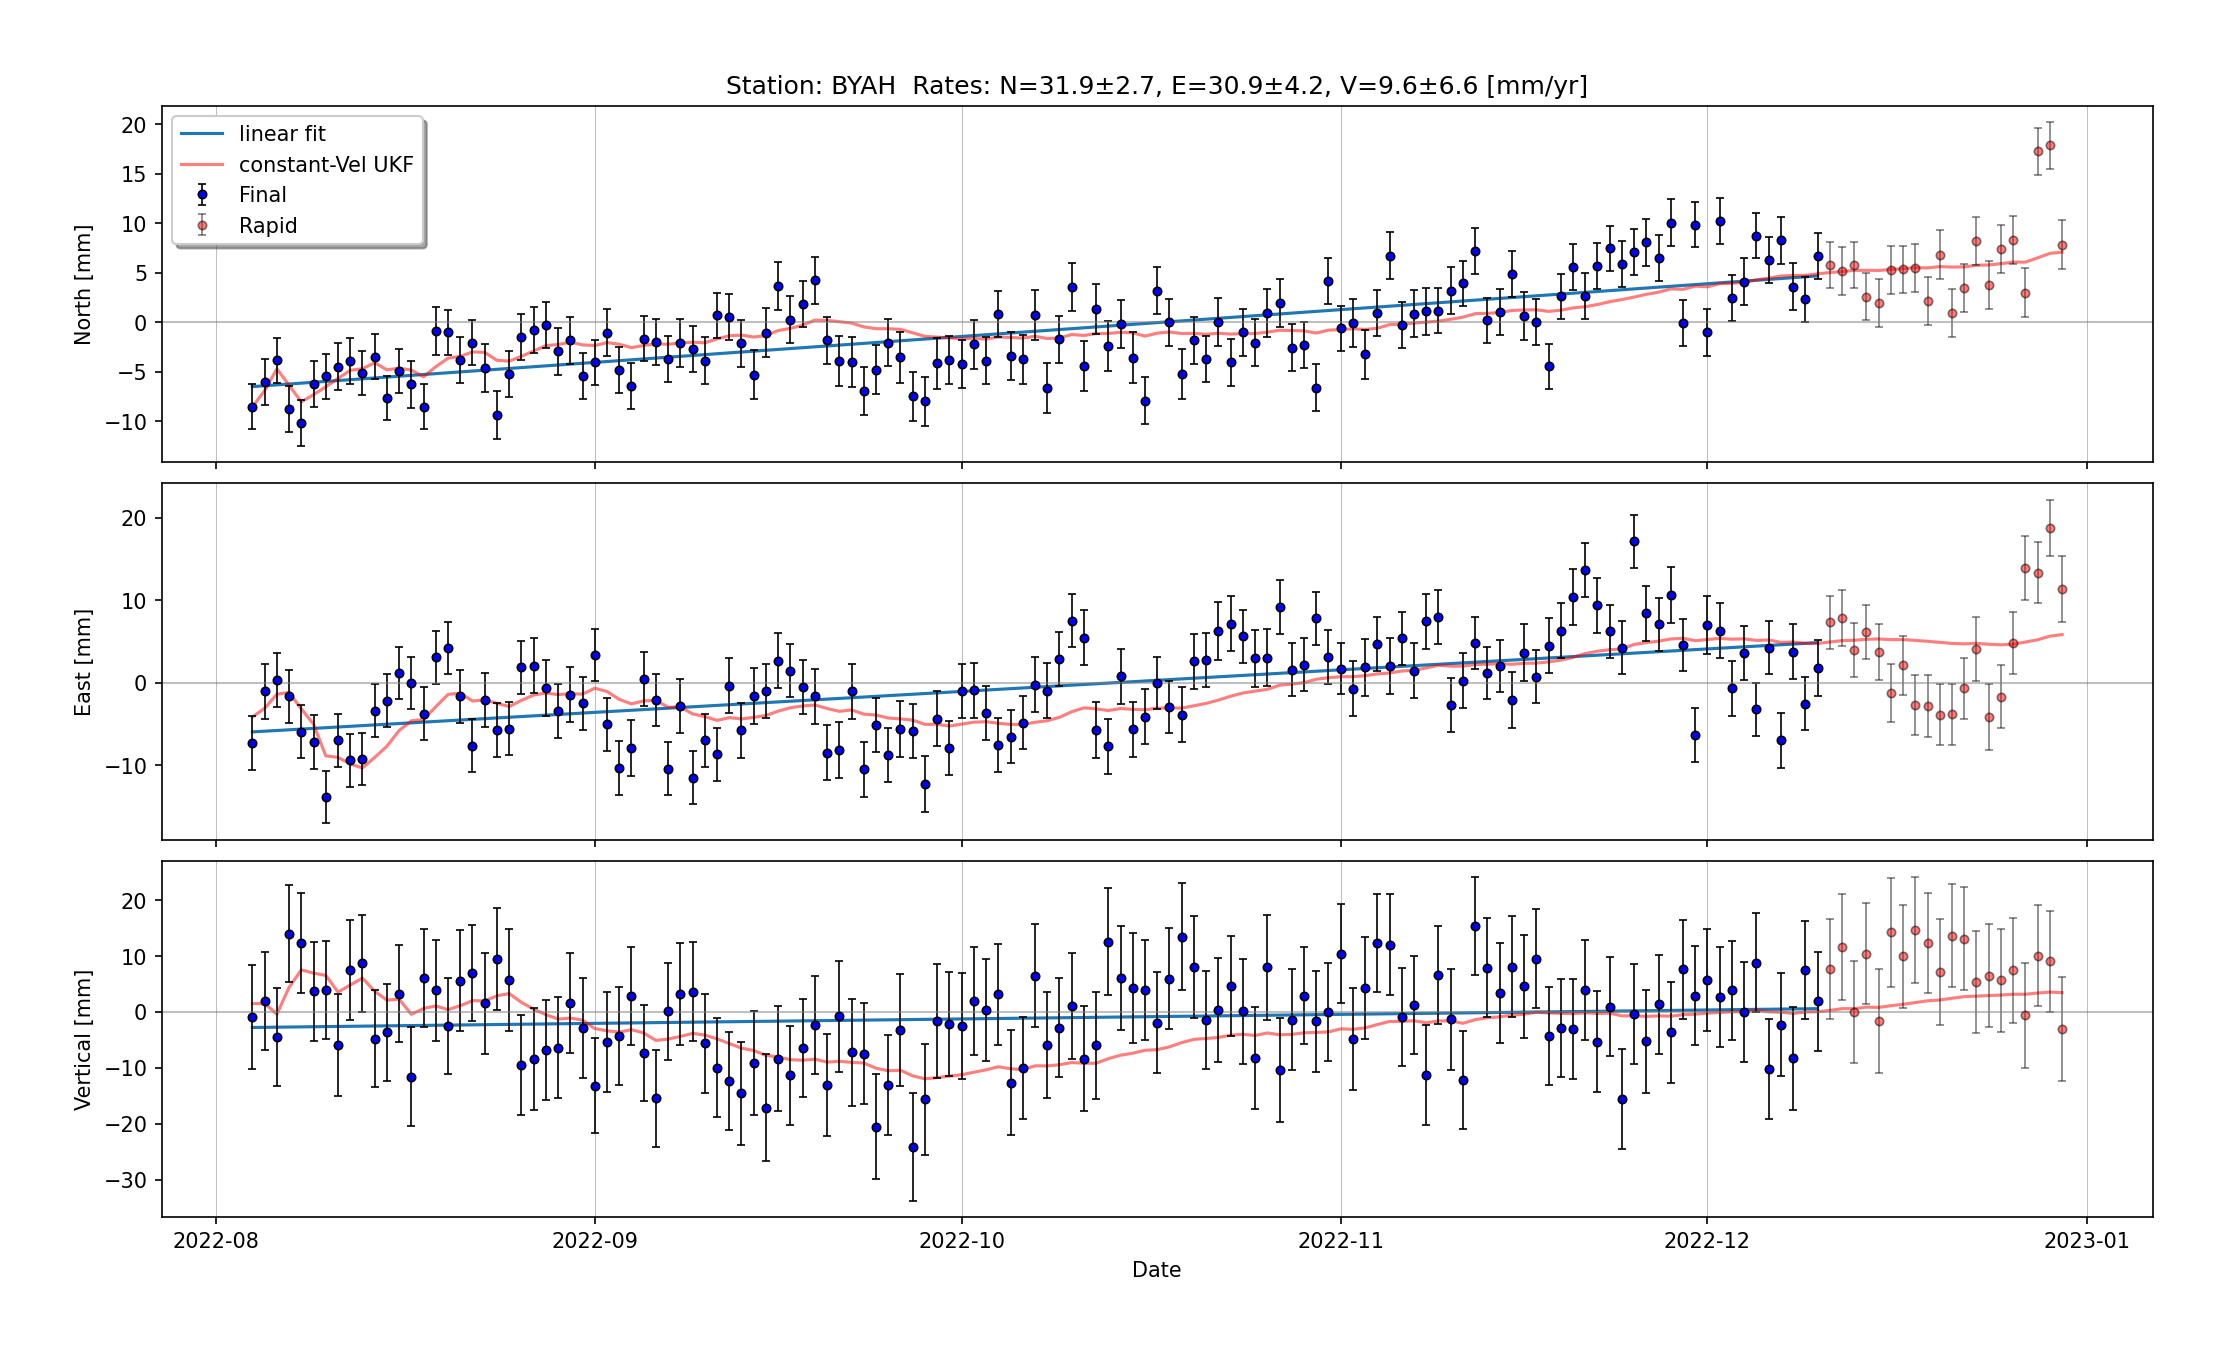 Station: BYAH  Rates: N=31.9±2.7, E=30.9±4.2, V=9.6±6.6 [mm/yr]
linear fit
constant-Vel UKF
Final
Rapid
North [mm]
20
15
10
5
0
−5
−10
East [mm]
20
10
0
−10
Vertical [mm]
20
10
0
−10
−20
−30
2022-08 2022-09 2022-10 2022-11 2022-12 2023-01
Date